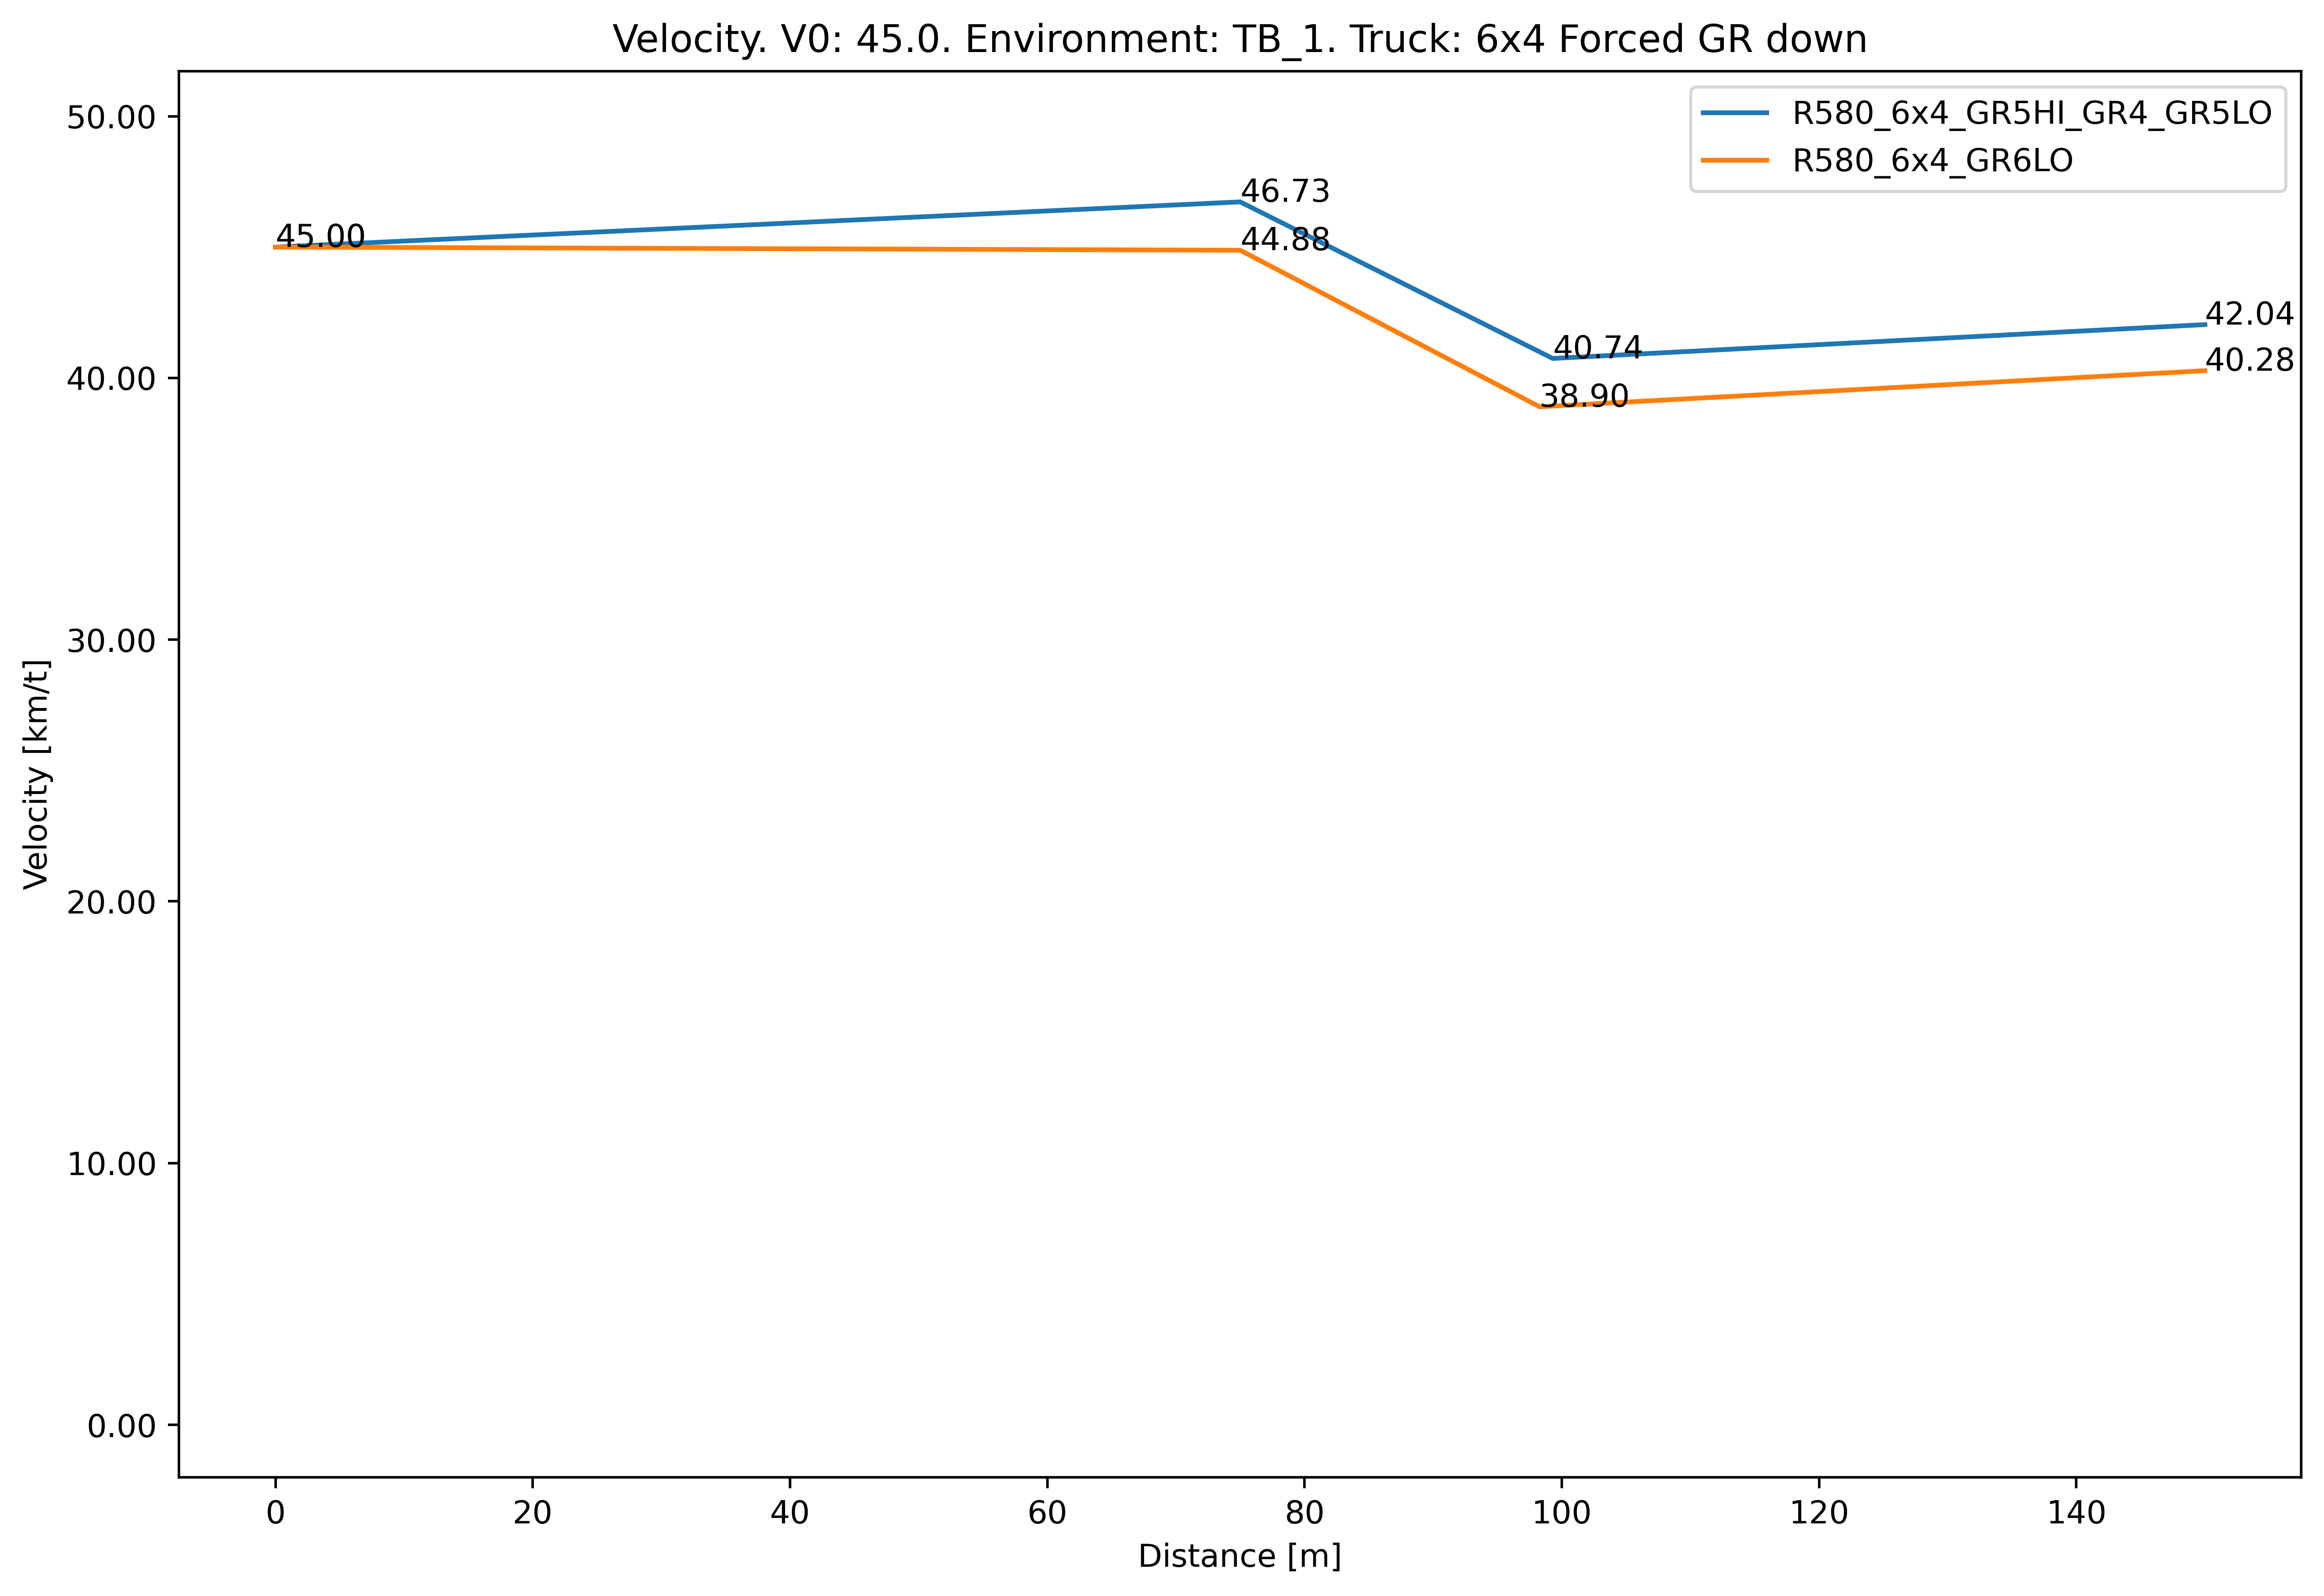 Velocity. V0: 45.0. Environment: TB_1. Truck: 6x4 Forced GR down
R580_6x4_GR5HI_GR4_GR5LO
R580_6x4_GR6LO
50.00
40.00
30.00
20.00
10.00
0.00
Velocity [km/t]
45.00
46.73
44.88
40.74
38.90
42.04
40.28
0 20 40 60 80 100 120 140
Distance [m]